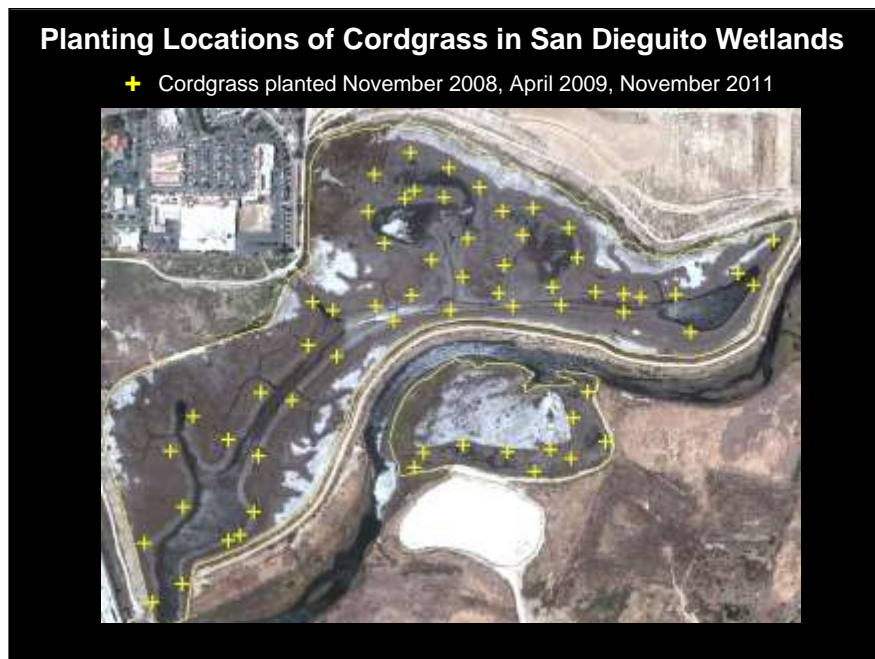 Planting Locations of Cordgrass in San Dieguito Wetlands
Cordgrass planted November 2008, April 2009, November 2011